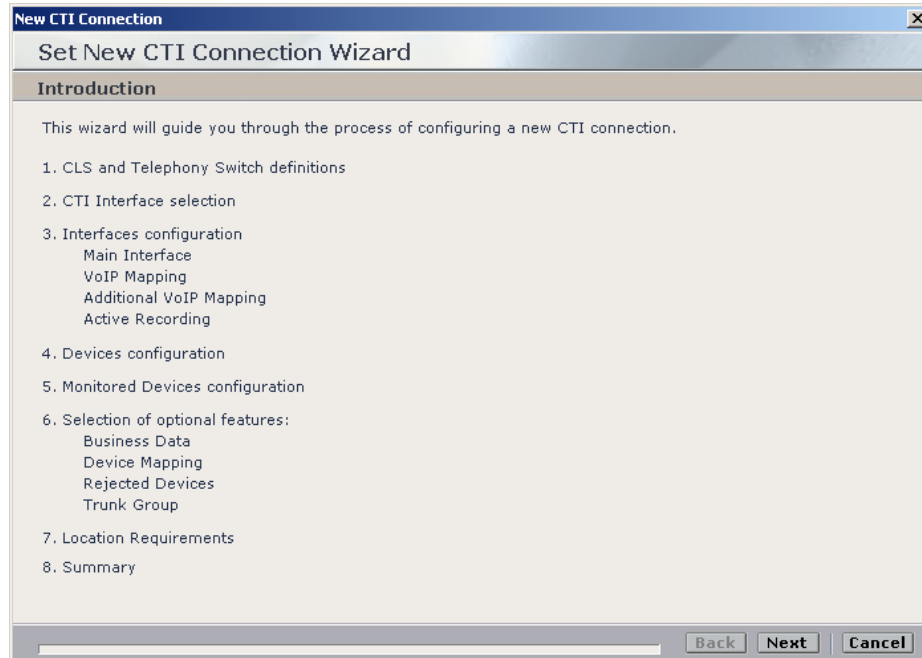 New CTI Connection
Set New CTI Connection Wizard
Introduction
This wizard will guide you through the process of configuring a new CTI connection.
1. CLS and Telephony Switch definitions
2. CTI Interface selection
3. Interfaces configuration
Main Interface
VoIP Mapping
Additional VoIP Mapping
Active Recording
4. Devices configuration
5. Monitored Devices configuration
6. Selection of optional features:
Business Data
Device Mapping
Rejected Devices
Trunk Group
7. Location Requirements
8. Summary
Back Next Cancel